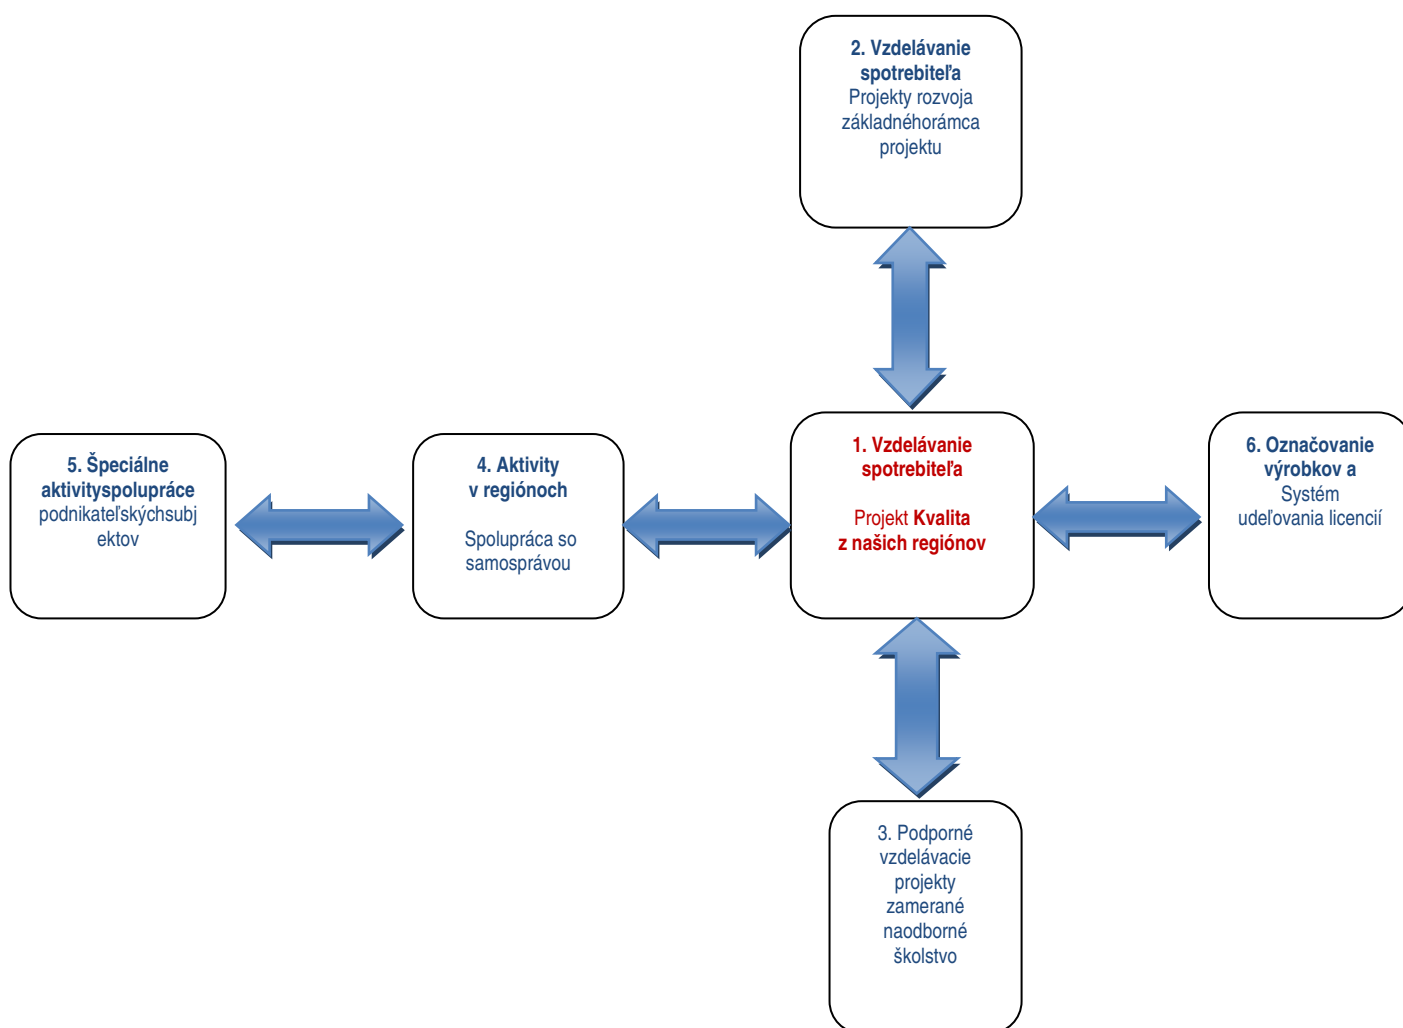 2. Vzdelávanie
spotrebiteľa
Projekty rozvoja
základnéhorámca
projektu
5. Špeciálne
aktivityspolupráce
podnikateľskýchsubj
ektov
4. Aktivity
v regiónoch
Spolupráca so
samosprávou
1. Vzdelávanie
spotrebiteľa
Projekt Kvalita
z našich regiónov
6. Označovanie
výrobkov a
Systém
udeľovania licencií
3. Podporné
vzdelávacie
projekty
zamerané
naodborné
školstvo